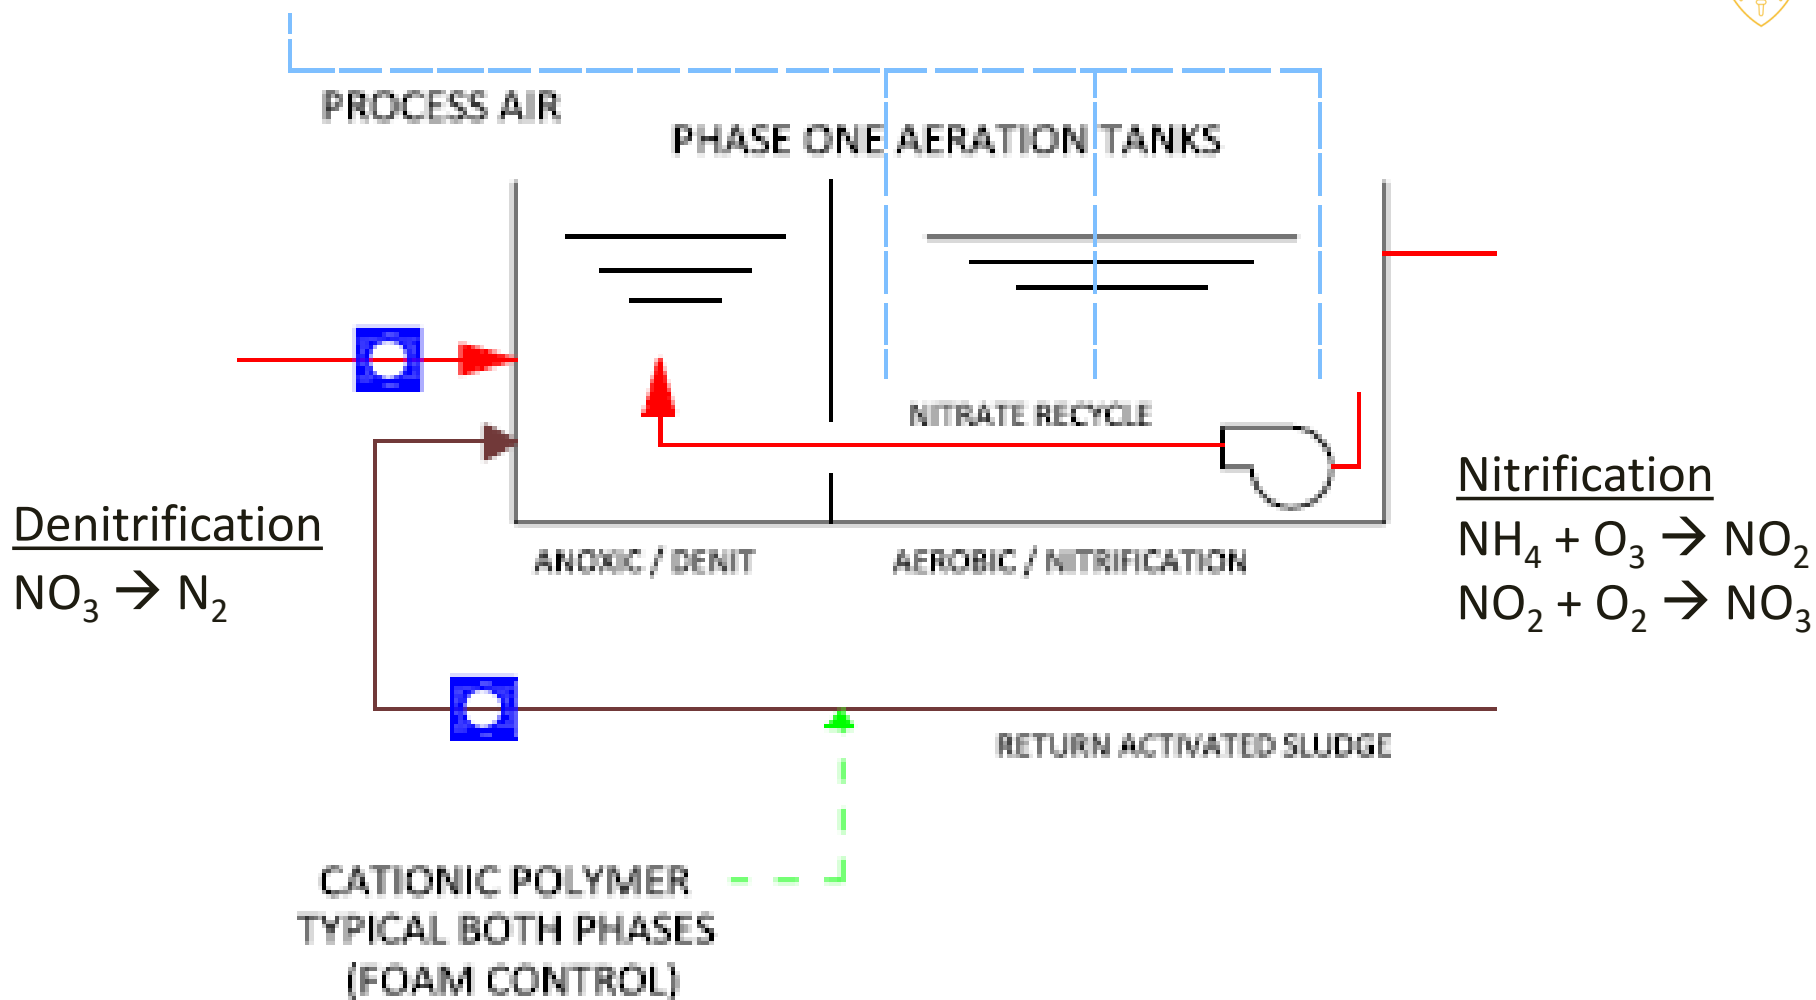 PROCESS AIR
PHASE ONE AERATION TANKS
NITRATE RECYCLE
Denitrification
NO₃ → N₂
Nitrification
NH₄ + O₃ → NO₂
NO₂ + O₂ → NO₃
ANOXIC / DENIT
AEROBIC / NITRIFICATION
RETURN ACTIVATED SLUDGE
CATIONIC POLYMER
TYPICAL BOTH PHASES
(FOAM CONTROL)